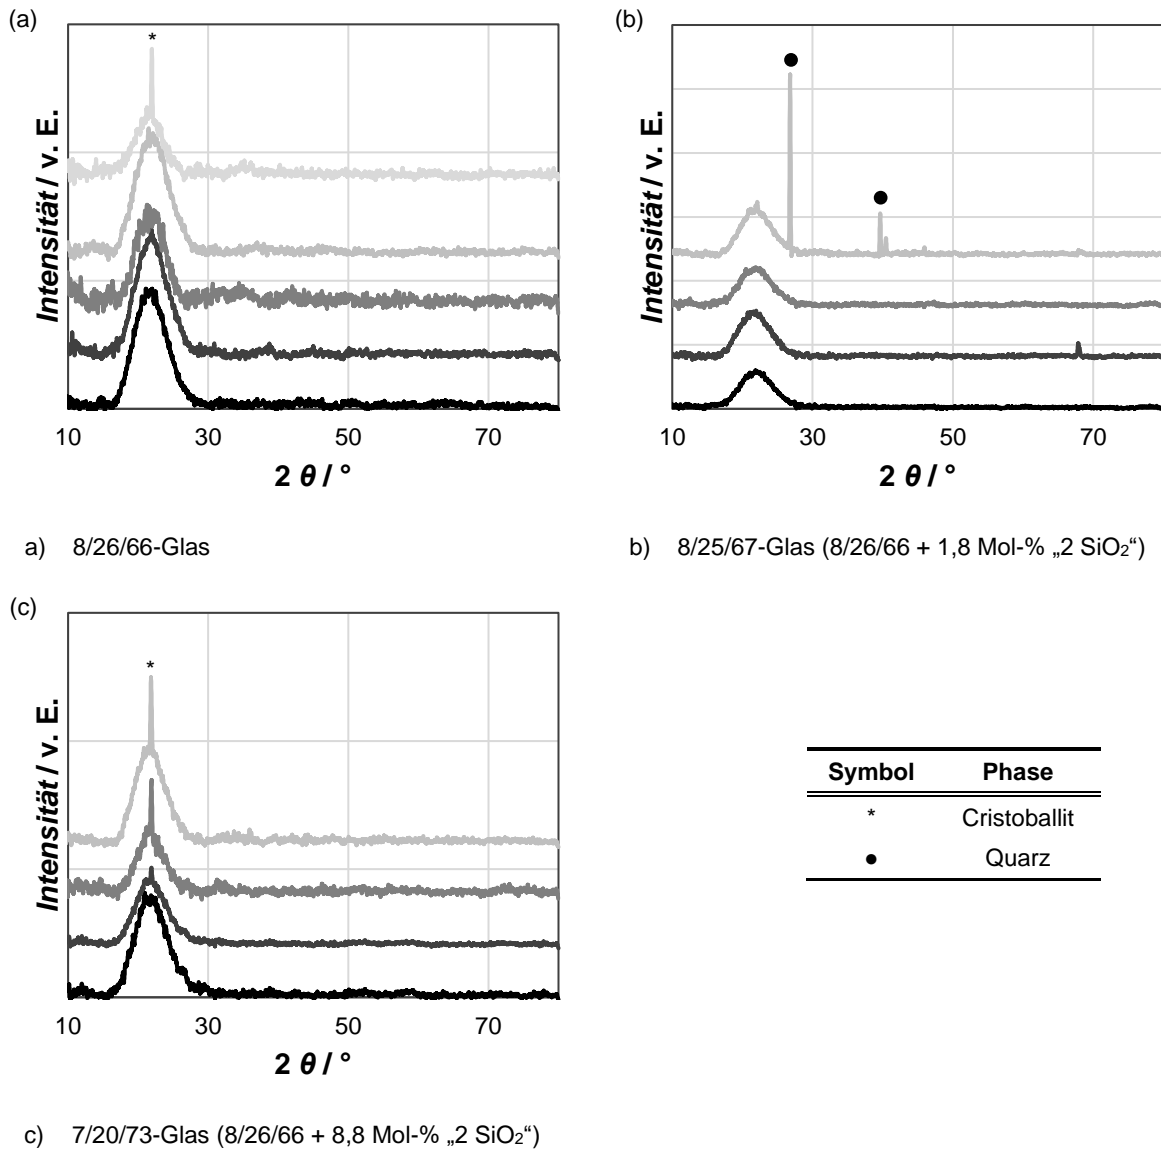 (a)
*
Intensität / v. E.
10 30 50 70
2 θ / °
a) 8/26/66-Glas
(b)
●
●
Intensität / v. E.
10 30 50 70
2 θ / °
b) 8/25/67-Glas (8/26/66 + 1,8 Mol-% „2 SiO₂“)
(c)
*
Intensität / v. E.
10 30 50 70
2 θ / °
c) 7/20/73-Glas (8/26/66 + 8,8 Mol-% „2 SiO₂“)
Symbol Phase
* Cristoballit
● Quarz